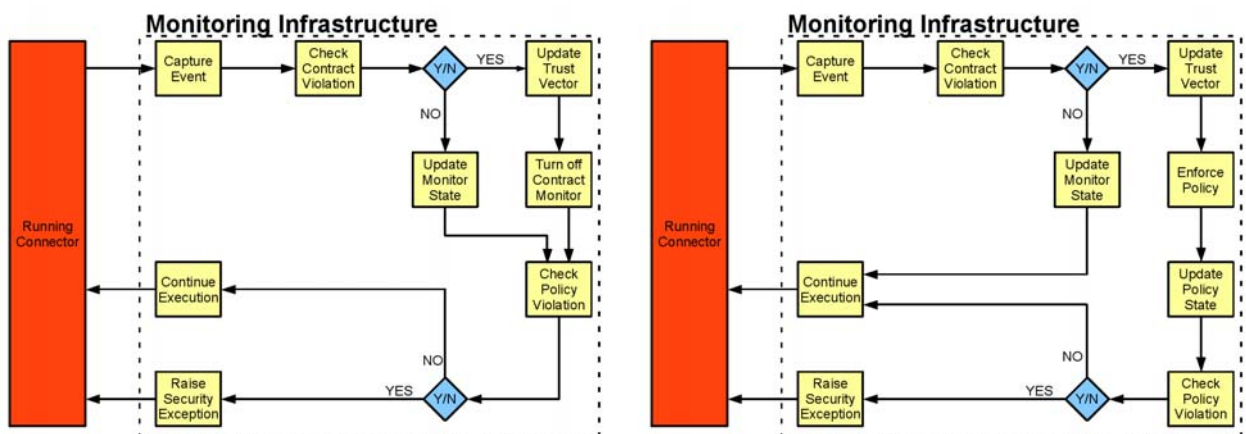 Monitoring Infrastructure
Capture
Event
Check
Contract
Violation
Y/N
YES
Update
Trust
Vector
NO
Update
Monitor
State
Turn off
Contract
Monitor
Running
Connector
Continue
Execution
Check
Policy
Violation
NO
Raise
Security
Exception
YES
Y/N
Monitoring Infrastructure
Capture
Event
Check
Contract
Violation
Y/N
YES
Update
Trust
Vector
NO
Update
Monitor
State
Enforce
Policy
Running
Connector
Continue
Execution
Update
Policy
State
NO
Raise
Security
Exception
YES
Y/N
Check
Policy
Violation